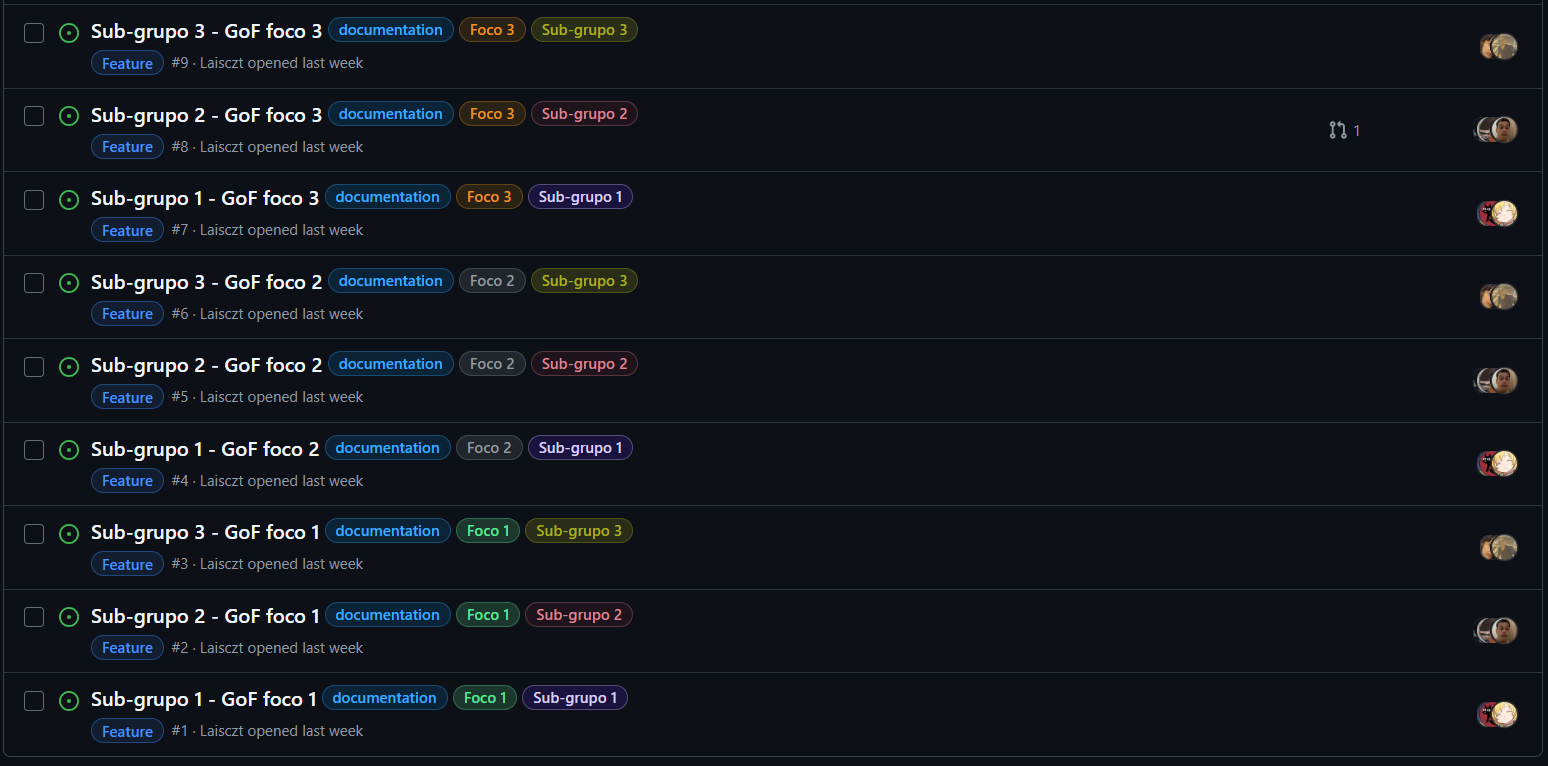 Sub-grupo 3 - GoF foco 3 documentation Foco 3 Sub-grupo 3
Feature #9 · Laisczt opened last week
Sub-grupo 2 - GoF foco 3 documentation Foco 3 Sub-grupo 2
Feature #8 · Laisczt opened last week 1
Sub-grupo 1 - GoF foco 3 documentation Foco 3 Sub-grupo 1
Feature #7 · Laisczt opened last week
Sub-grupo 3 - GoF foco 2 documentation Foco 2 Sub-grupo 3
Feature #6 · Laisczt opened last week
Sub-grupo 2 - GoF foco 2 documentation Foco 2 Sub-grupo 2
Feature #5 · Laisczt opened last week
Sub-grupo 1 - GoF foco 2 documentation Foco 2 Sub-grupo 1
Feature #4 · Laisczt opened last week
Sub-grupo 3 - GoF foco 1 documentation Foco 1 Sub-grupo 3
Feature #3 · Laisczt opened last week
Sub-grupo 2 - GoF foco 1 documentation Foco 1 Sub-grupo 2
Feature #2 · Laisczt opened last week
Sub-grupo 1 - GoF foco 1 documentation Foco 1 Sub-grupo 1
Feature #1 · Laisczt opened last week